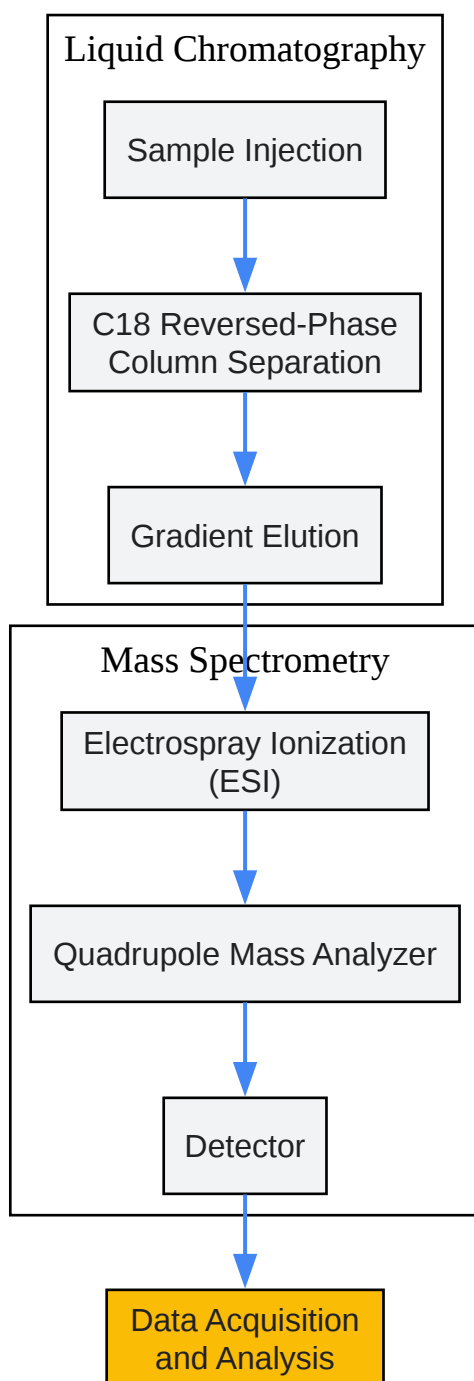 Liquid Chromatography
Sample Injection
C18 Reversed-Phase
Column Separation
Gradient Elution
Mass Spectrometry
Electrospray Ionization
(ESI)
Quadrupole Mass Analyzer
Detector
Data Acquisition
and Analysis